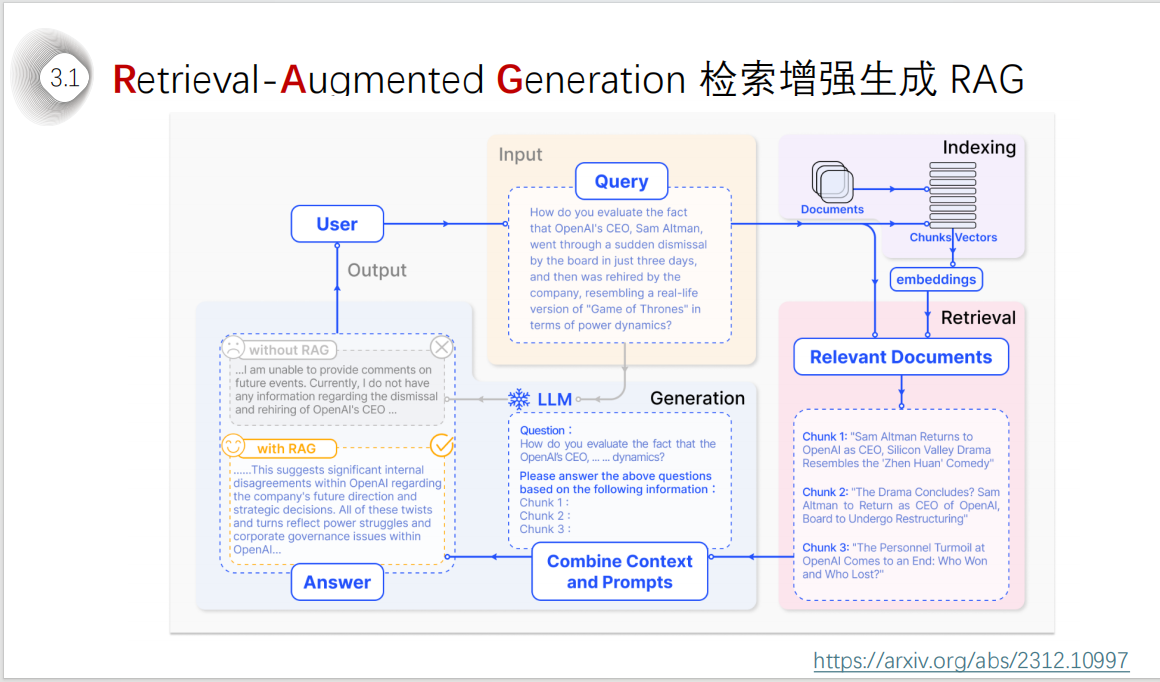 3.1
Retrieval-Augmented Generation 检索增强生成 RAG
Input
Query
How do you evaluate the fact
that OpenAI's CEO, Sam Altman,
went through a sudden dismissal
by the board in just three days,
and then was rehired by the
company, resembling a real-life
version of "Game of Thrones" in
terms of power dynamics?
Indexing
Documents
Chunks Vectors
embeddings
User
Output
Retrieval
Relevant Documents
Chunk 1: "Sam Altman Returns to
OpenAI as CEO, Silicon Valley Drama
Resembles the 'Zhen Huan' Comedy"
Chunk 2: "The Drama Concludes? Sam
Altman to Return as CEO of OpenAI,
Board to Undergo Restructuring"
Chunk 3: "The Personnel Turmoil at
OpenAI Comes to an End: Who Won
and Who Lost?"
Generation
LLM
Question :
How do you evaluate the fact that the
OpenAI's CEO, ... ... dynamics?
Please answer the above questions
based on the following information :
Chunk 1 :
Chunk 2 :
Chunk 3 :
Combine Context
and Prompts
without RAG
...I am unable to provide comments on
future events. Currently, I do not have
any information regarding the dismissal
and rehiring of OpenAI's CEO ...
with RAG
......This suggests significant internal
disagreements within OpenAI regarding
the company's future direction and
strategic decisions. All of these twists
and turns reflect power struggles and
corporate governance issues within
OpenAI...
Answer
https://arxiv.org/abs/2312.10997